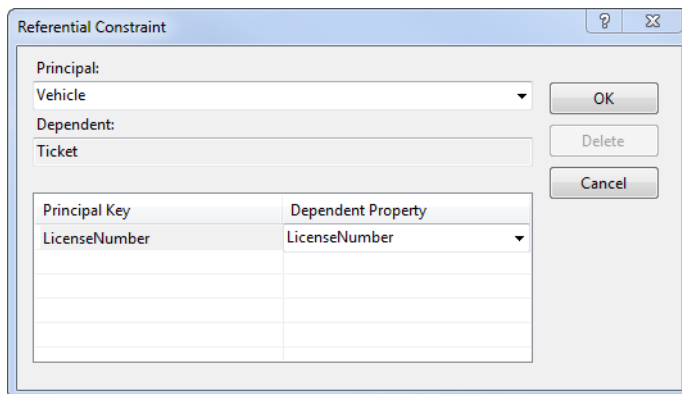 Referential Constraint
Principal:
Vehicle
OK
Dependent:
Delete
Ticket
Cancel
Principal Key Dependent Property
LicenseNumber LicenseNumber